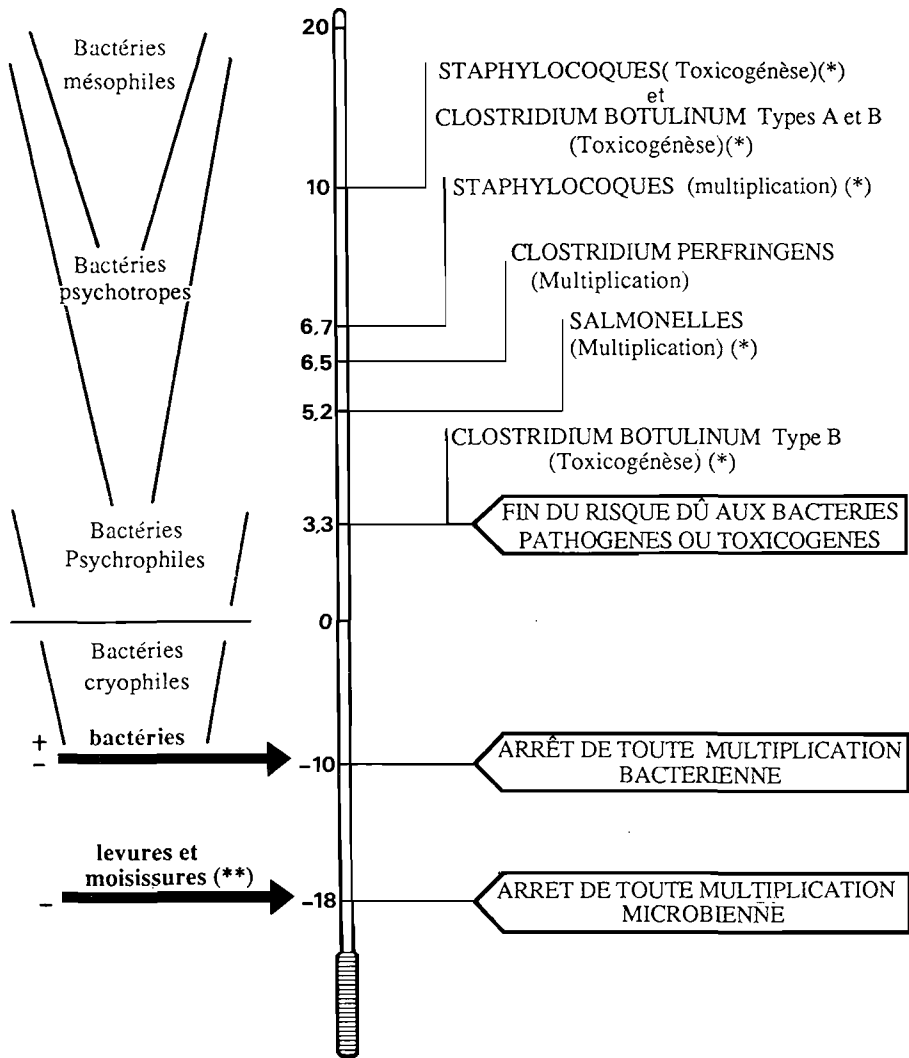 20
Bactéries
mésophiles
STAPHYLOCOQUES( Toxicogénèse)(*)
et
CLOSTRIDIUM BOTULINUM Types A et B
(Toxicogénèse)(*)
10
STAPHYLOCOQUES (multiplication) (*)
Bactéries
psychotropes
CLOSTRIDIUM PERFRINGENS
(Multiplication)
6,7
SALMONELLES
(Multiplication) (*)
6.5
5,2
CLOSTRIDIUM BOTULINUM Type B
(Toxicogénèse) (*)
Bactéries
Psychrophiles
3,3
FIN DU RISQUE DÛ AUX BACTERIES
PATHOGENES OU TOXICOGENES
0
Bactéries
cryophiles
+
−
bactéries
−10
ARRÊT DE TOUTE MULTIPLICATION
BACTERIENNE
levures et
moisissures (**)
−
−18
ARRET DE TOUTE MULTIPLICATION
MICROBIENNE